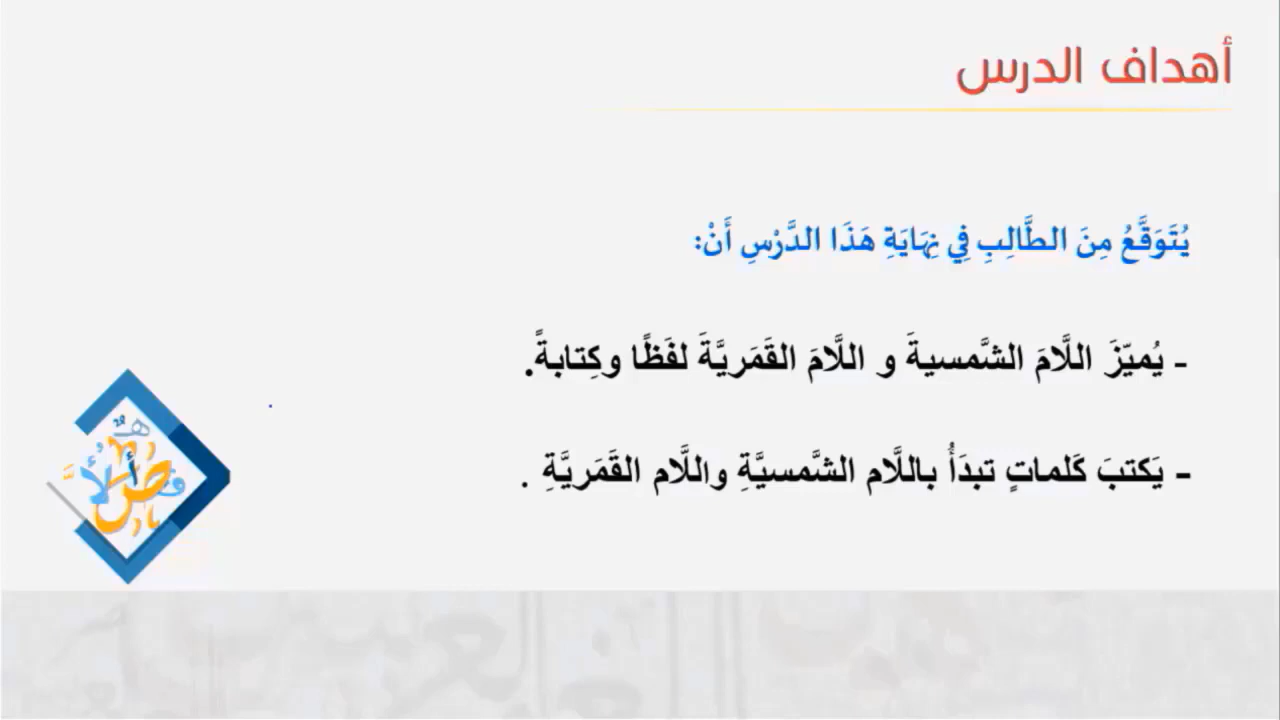 أهداف الدرس
يُتَوَقَّعُ مِنَ الطَّالِبِ فِي نِهَايَةِ هَذَا الدَّرْسِ أَنْ:
- يُميّزَ اللَّامَ الشَّمسيةَ و اللَّامَ القَمَريَّةَ لفَظًا وكِتابةً.
- يَكتبَ كَلماتٍ تبدَأُ باللَّام الشَّمسيَّةِ واللَّام القَمَريَّةِ .